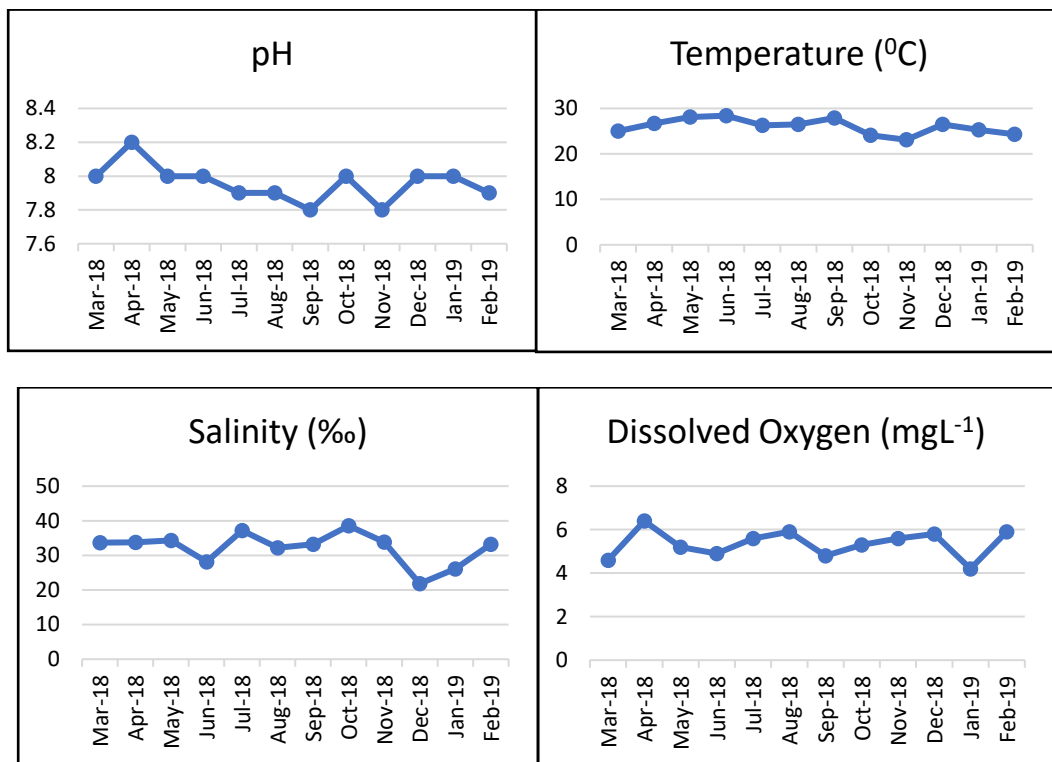 pH
8.4
8.2
8
7.8
7.6
Mar-18
Apr-18
May-18
Jun-18
Jul-18
Aug-18
Sep-18
Oct-18
Nov-18
Dec-18
Jan-19
Feb-19
Temperature (⁰C)
30
20
10
0
Mar-18
Apr-18
May-18
Jun-18
Jul-18
Aug-18
Sep-18
Oct-18
Nov-18
Dec-18
Jan-19
Feb-19
Salinity (‰)
50
40
30
20
10
0
Mar-18
Apr-18
May-18
Jun-18
Jul-18
Aug-18
Sep-18
Oct-18
Nov-18
Dec-18
Jan-19
Feb-19
Dissolved Oxygen (mgL⁻¹)
8
6
4
2
0
Mar-18
Apr-18
May-18
Jun-18
Jul-18
Aug-18
Sep-18
Oct-18
Nov-18
Dec-18
Jan-19
Feb-19